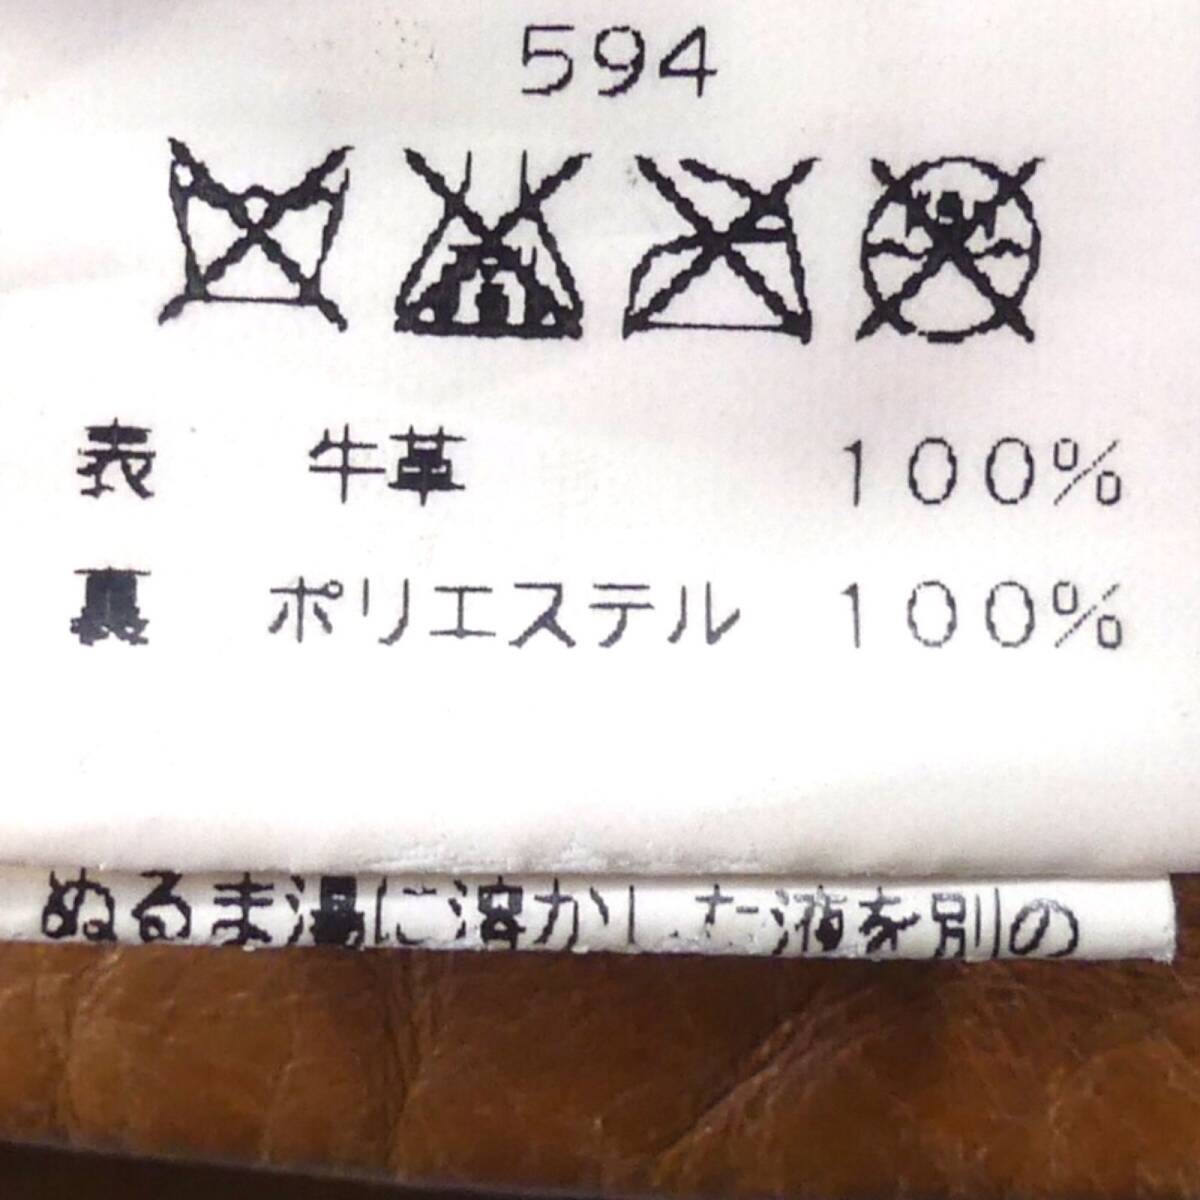 594
表 牛革 100%
裏 ポリエステル 100%
ぬるま湯に溶かした液を別の